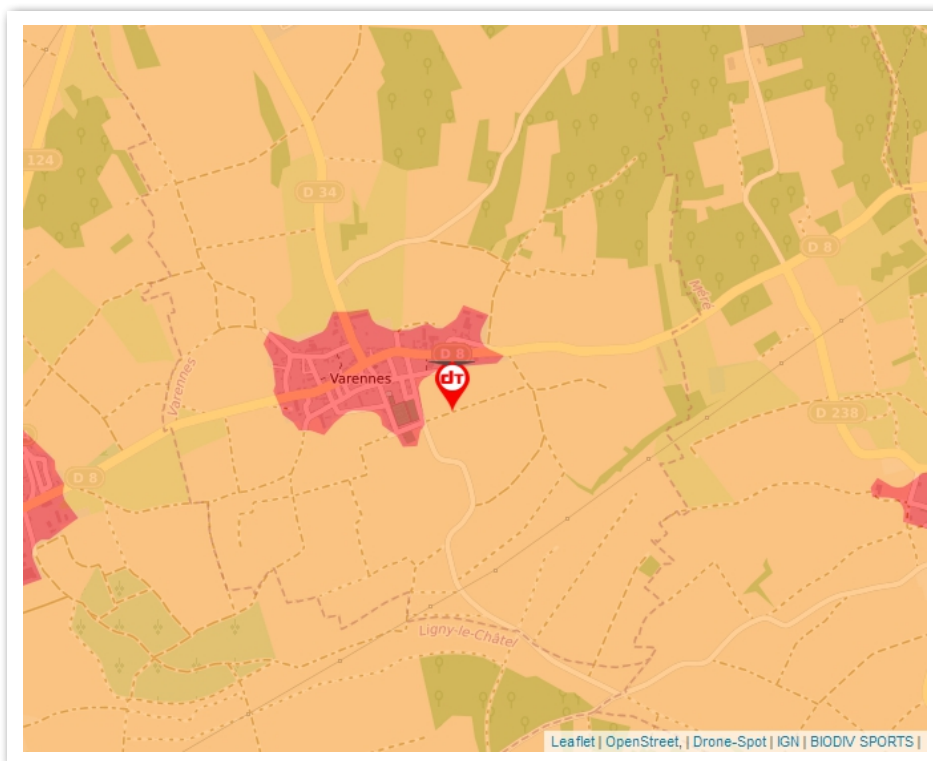 124
D 34
D 8
Méré
Varennes
D 8
dT
Varennes
D 238
D 8
Ligny-le-Châtel
Leaflet | OpenStreet, | Drone-Spot | IGN | BIODIV SPORTS |